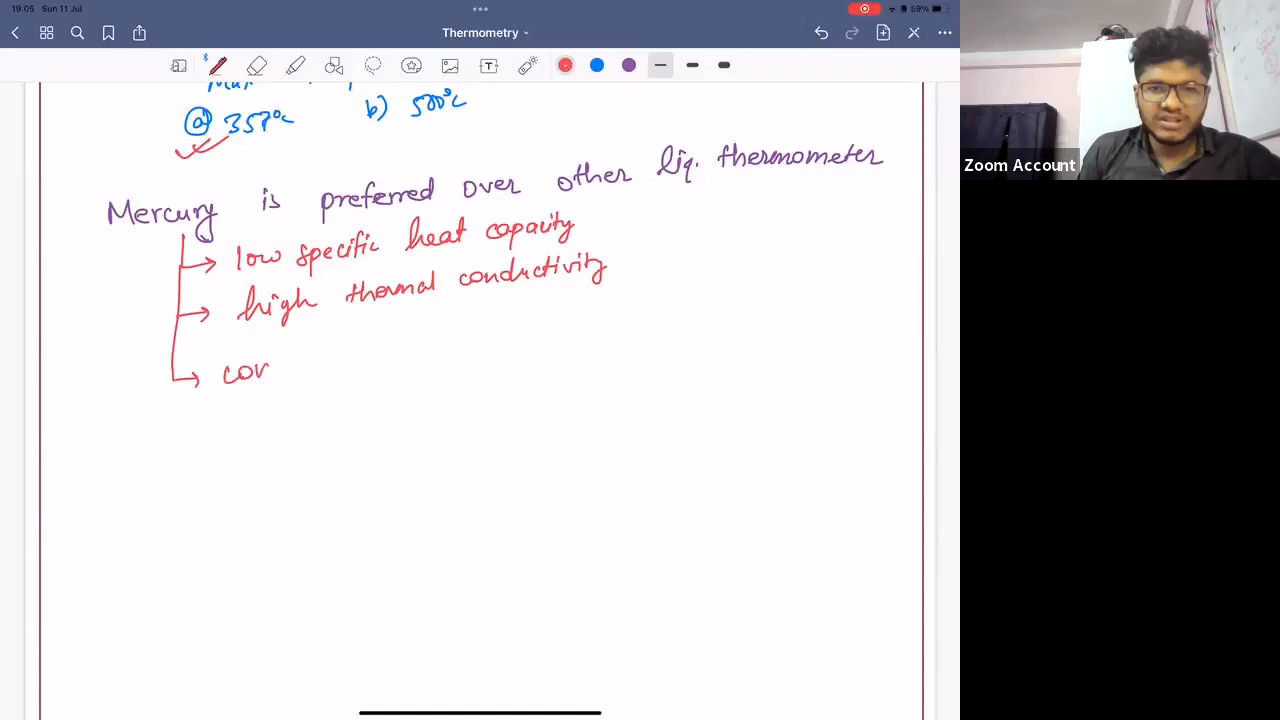 19:05 Sun 11 Jul
59%
Thermometry
T
a) 357°c
b) 500°c
Mercury is preferred over other liq. thermometer
low specific heat capacity
high thermal conductivity
cov
Zoom Account